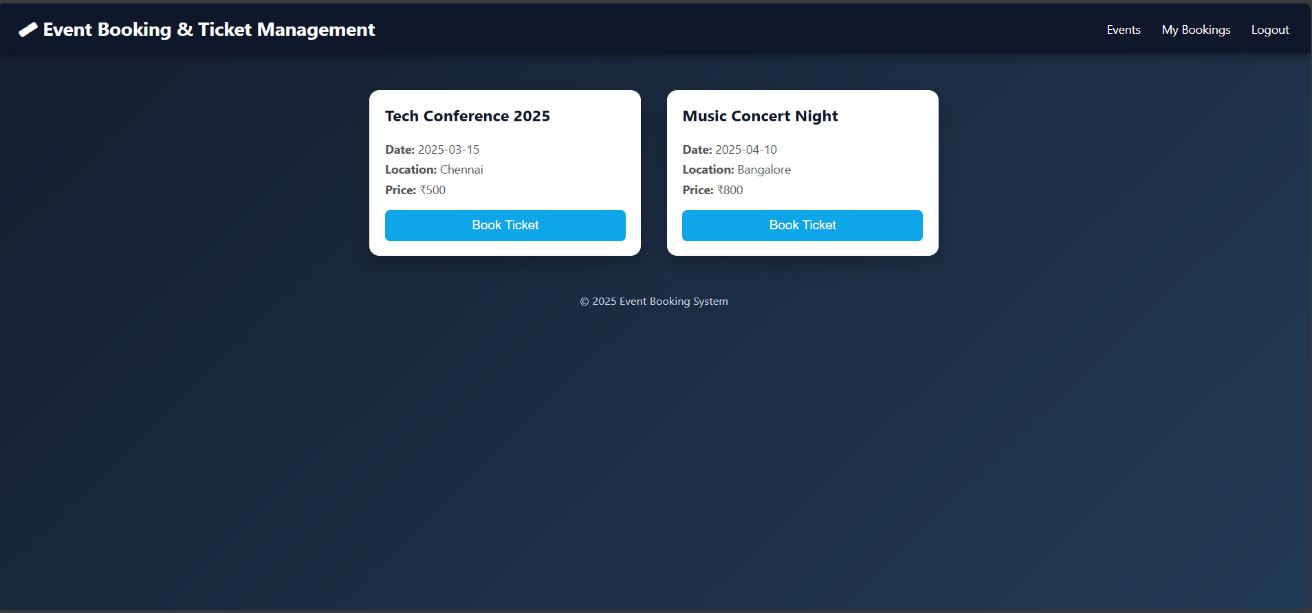 Event Booking & Ticket Management
Events
My Bookings
Logout
Tech Conference 2025
Date: 2025-03-15
Location: Chennai
Price: ₹500
Book Ticket
Music Concert Night
Date: 2025-04-10
Location: Bangalore
Price: ₹800
Book Ticket
© 2025 Event Booking System